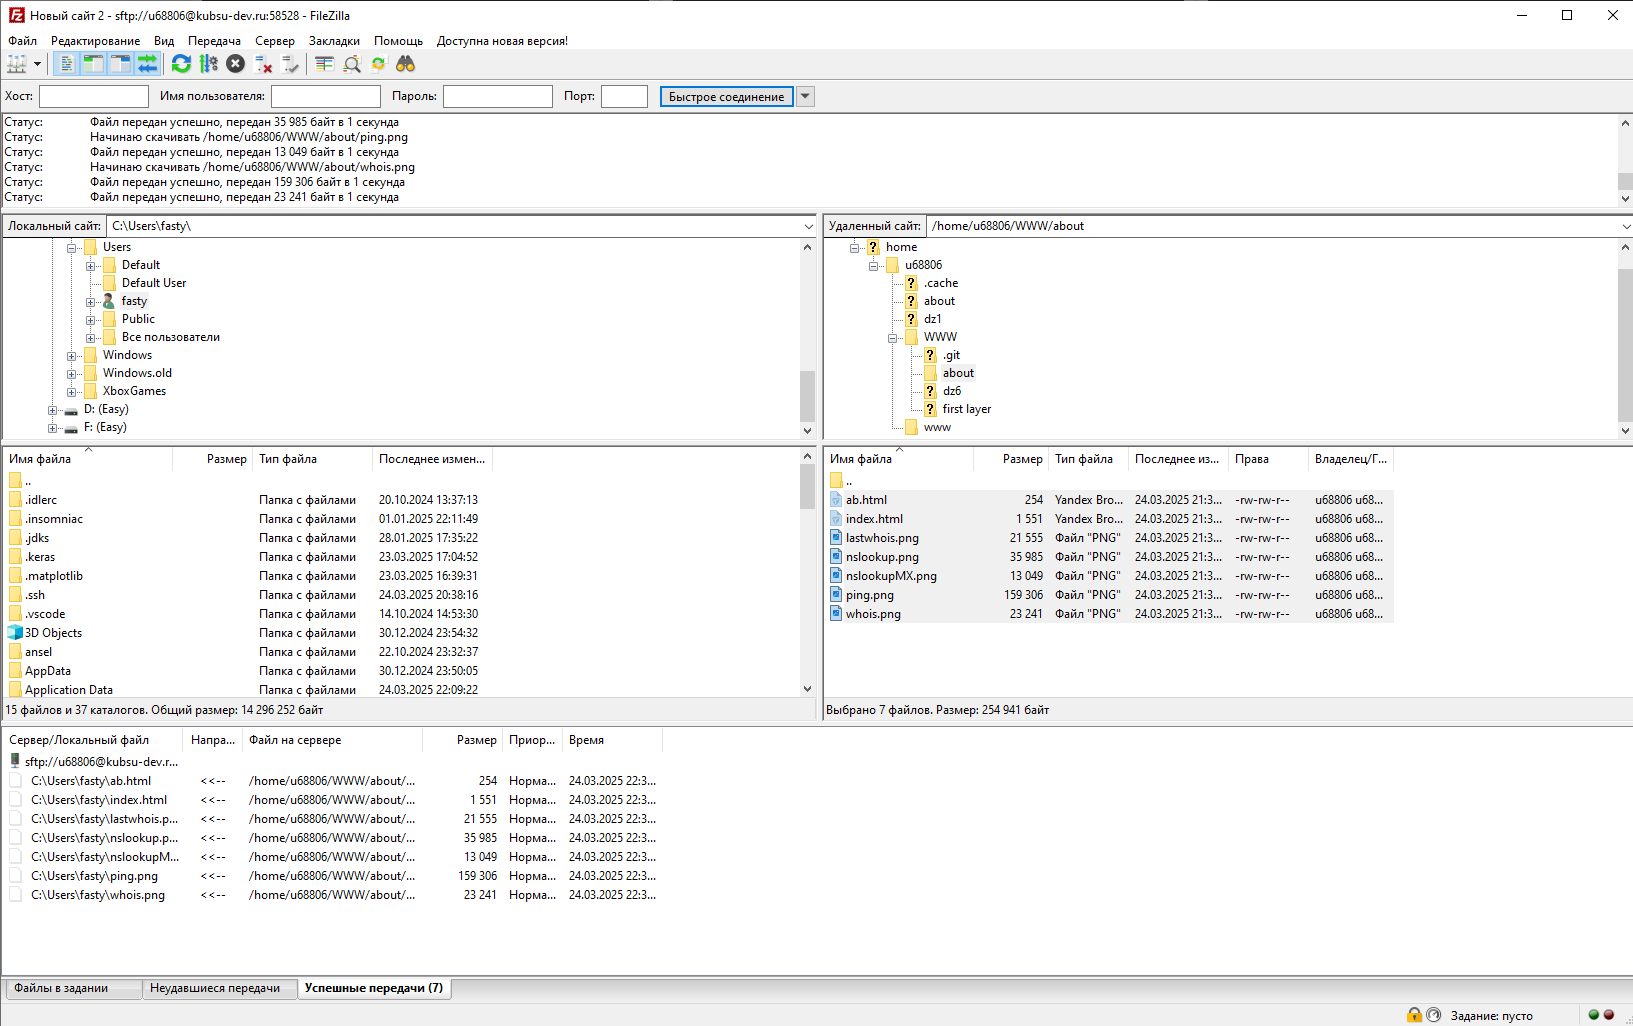 Новый сайт 2 - sftp://u68806@kubsu-dev.ru:58528 - FileZilla
Файл Редактирование Вид Передача Сервер Закладки Помощь Доступна новая версия!
Хост: Имя пользователя: Пароль: Порт: Быстрое соединение
Статус: Файл передан успешно, передан 35 985 байт в 1 секунда
Статус: Начинаю скачивать /home/u68806/WWW/about/ping.png
Статус: Файл передан успешно, передан 13 049 байт в 1 секунда
Статус: Начинаю скачивать /home/u68806/WWW/about/whois.png
Статус: Файл передан успешно, передан 159 306 байт в 1 секунда
Статус: Файл передан успешно, передан 23 241 байт в 1 секунда
Локальный сайт: C:\Users\fasty\
Users
Default
Default User
fasty
Public
Все пользователи
Windows
Windows.old
XboxGames
D: (Easy)
F: (Easy)
Удаленный сайт: /home/u68806/WWW/about
home
u68806
.cache
about
dz1
WWW
.git
about
dz6
first layer
www
Имя файла Размер Тип файла Последнее измен...
..
.idlerc Папка с файлами 20.10.2024 13:37:13
.insomniac Папка с файлами 01.01.2025 22:11:49
.jdks Папка с файлами 28.01.2025 17:35:22
.keras Папка с файлами 23.03.2025 17:04:52
.matplotlib Папка с файлами 23.03.2025 16:39:31
.ssh Папка с файлами 24.03.2025 20:38:16
.vscode Папка с файлами 14.10.2024 14:53:30
3D Objects Папка с файлами 30.12.2024 23:54:32
ansel Папка с файлами 22.10.2024 23:32:37
AppData Папка с файлами 30.12.2024 23:50:05
Application Data Папка с файлами 24.03.2025 22:09:22
15 файлов и 37 каталогов. Общий размер: 14 296 252 байт
Имя файла Размер Тип файла Последнее из... Права Владелец/Г...
..
ab.html 254 Yandex Bro... 24.03.2025 21:3... -rw-rw-r-- u68806 u68...
index.html 1 551 Yandex Bro... 24.03.2025 21:3... -rw-rw-r-- u68806 u68...
lastwhois.png 21 555 Файл "PNG" 24.03.2025 21:3... -rw-rw-r-- u68806 u68...
nslookup.png 35 985 Файл "PNG" 24.03.2025 21:3... -rw-rw-r-- u68806 u68...
nslookupMX.png 13 049 Файл "PNG" 24.03.2025 21:3... -rw-rw-r-- u68806 u68...
ping.png 159 306 Файл "PNG" 24.03.2025 21:3... -rw-rw-r-- u68806 u68...
whois.png 23 241 Файл "PNG" 24.03.2025 21:3... -rw-rw-r-- u68806 u68...
Выбрано 7 файлов. Размер: 254 941 байт
Сервер/Локальный файл Напра... Файл на сервере Размер Приор... Время
sftp://u68806@kubsu-dev.r...
C:\Users\fasty\ab.html <<-- /home/u68806/WWW/about/... 254 Норма... 24.03.2025 22:3...
C:\Users\fasty\index.html <<-- /home/u68806/WWW/about/... 1 551 Норма... 24.03.2025 22:3...
C:\Users\fasty\lastwhois.p... <<-- /home/u68806/WWW/about/... 21 555 Норма... 24.03.2025 22:3...
C:\Users\fasty\nslookup.p... <<-- /home/u68806/WWW/about/... 35 985 Норма... 24.03.2025 22:3...
C:\Users\fasty\nslookupM... <<-- /home/u68806/WWW/about/... 13 049 Норма... 24.03.2025 22:3...
C:\Users\fasty\ping.png <<-- /home/u68806/WWW/about/... 159 306 Норма... 24.03.2025 22:3...
C:\Users\fasty\whois.png <<-- /home/u68806/WWW/about/... 23 241 Норма... 24.03.2025 22:3...
Файлы в задании Неудавшиеся передачи Успешные передачи (7)
Задание: пусто